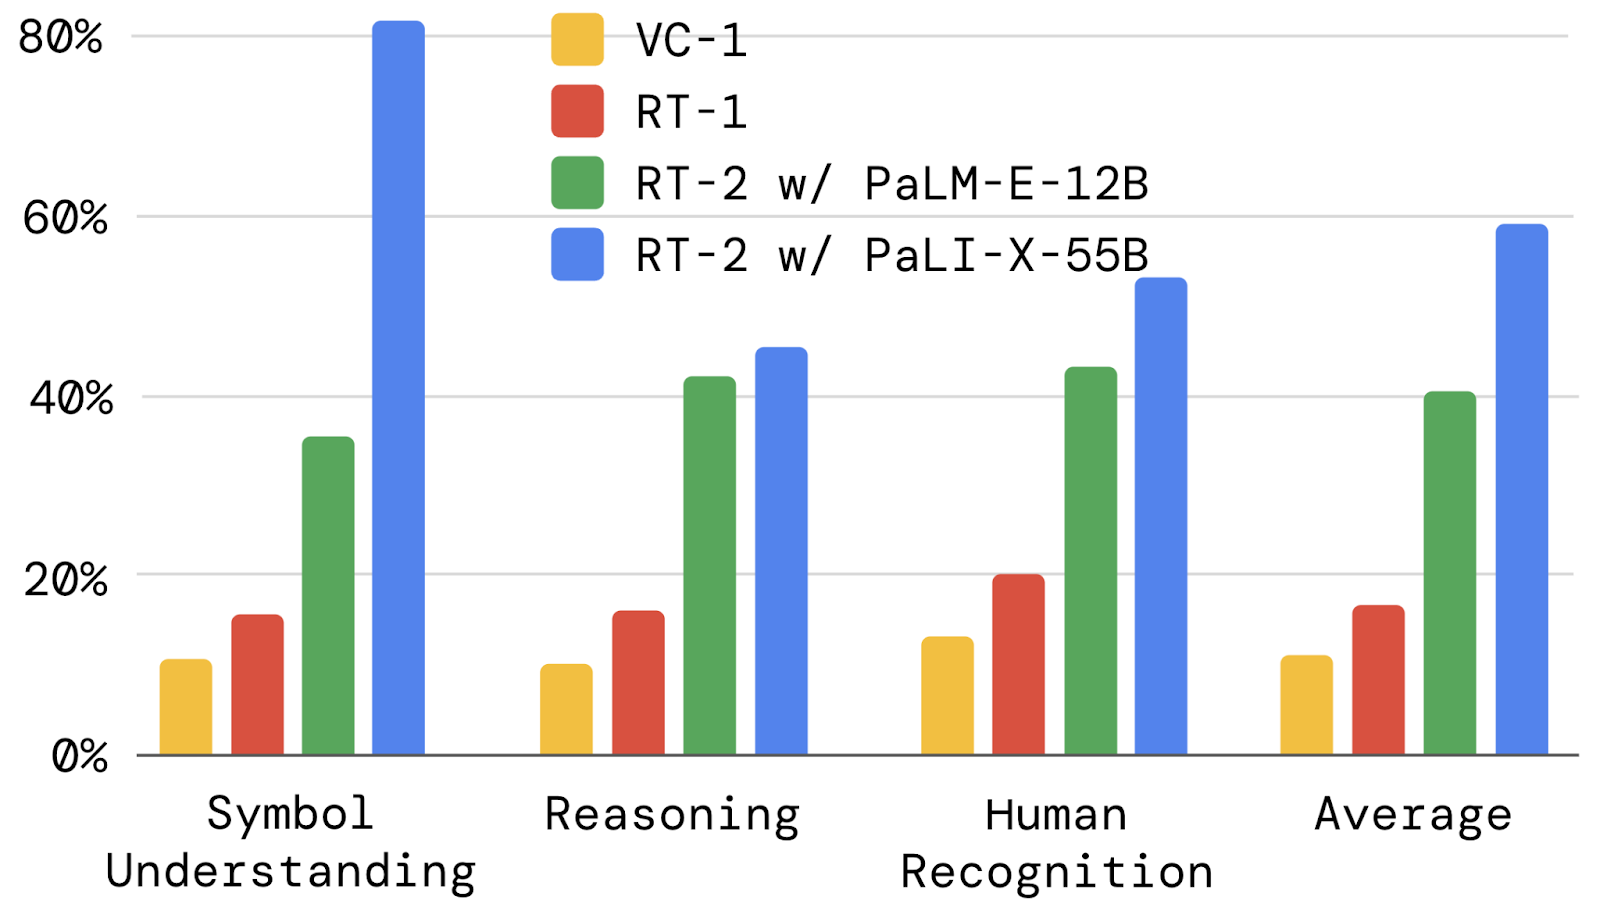 80%
60%
40%
20%
0%
VC-1
RT-1
RT-2 w/ PaLM-E-12B
RT-2 w/ PaLI-X-55B
Symbol
Understanding
Reasoning
Human
Recognition
Average